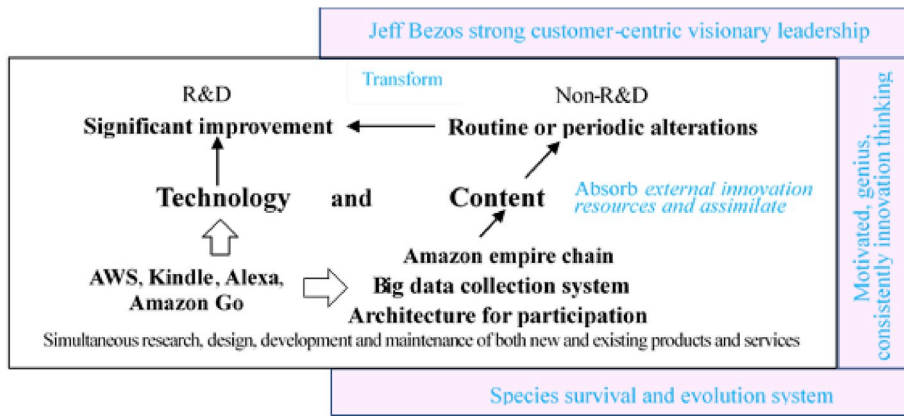 Jeff Bezos strong customer-centric visionary leadership
Transform
R&D
Non-R&D
Significant improvement
Routine or periodic alterations
Technology and Content
Absorb external innovation
resources and assimilate
Amazon empire chain
AWS, Kindle, Alexa,
Amazon Go
Big data collection system
Architecture for participation
Simultaneous research, design, development and maintenance of both new and existing products and services
Motivated, genius,
consistently innovation thinking
Species survival and evolution system